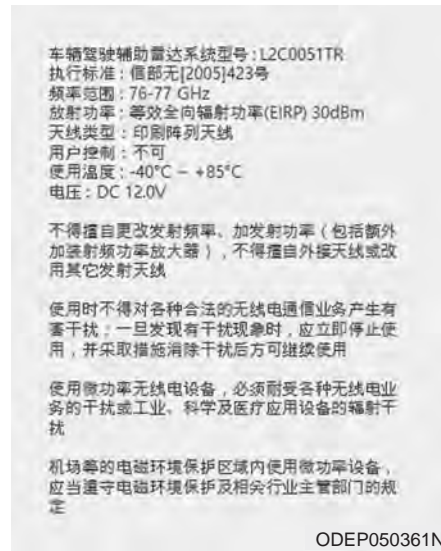 车辆驾驶辅助雷达系统型号：L2C0051TR
执行标准：信部无[2005]423号
频率范围：76-77 GHz
放射功率：等效全向辐射功率(EIRP) 30dBm
天线类型：印刷阵列天线
用户控制：不可
使用温度：-40°C ~ +85°C
电压：DC 12.0V
不得擅自更改发射频率、加发射功率（包括额外
加装射频功率放大器），不得擅自外接天线或改
用其它发射天线
使用时不得对各种合法的无线电通信业务产生有
害干扰；一旦发现有干扰现象时，应立即停止使
用，并采取措施消除干扰后方可继续使用
使用微功率无线电设备，必须耐受各种无线电业
务的干扰或工业、科学及医疗应用设备的辐射干
扰
机场等的电磁环境保护区域内使用微功率设备，
应当遵守电磁环境保护及相关行业主管部门的规
定
ODEP050361N